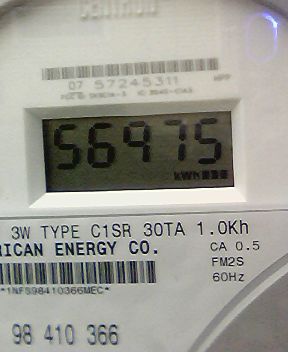 07 57245311
56975
kWh
3W TYPE C1SR 30TA 1.0Kh
RICAN ENERGY CO.
CA 0.5
FM2S
60Hz
*1NFS98410366MEC*
98 410 366